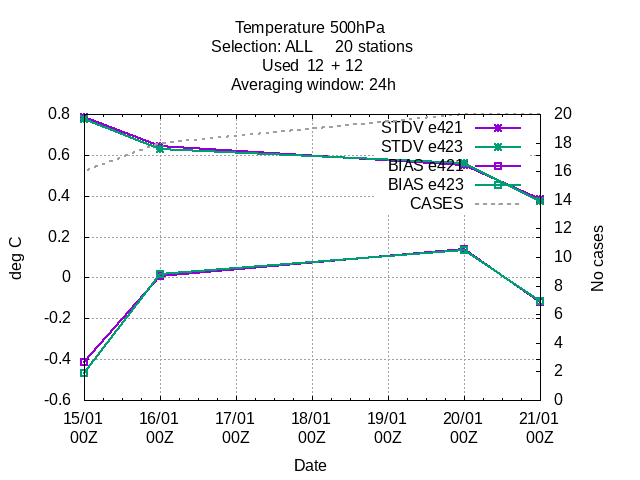 Temperature 500hPa
Selection: ALL 20 stations
Used 12 + 12
Averaging window: 24h
STDV e421
STDV e423
BIAS e421
BIAS e423
CASES
deg C
0.8
0.6
0.4
0.2
0
-0.2
-0.4
-0.6
No cases
20
18
16
14
12
10
8
6
4
2
0
15/01 16/01 17/01 18/01 19/01 20/01 21/01
00Z 00Z 00Z 00Z 00Z 00Z 00Z
Date